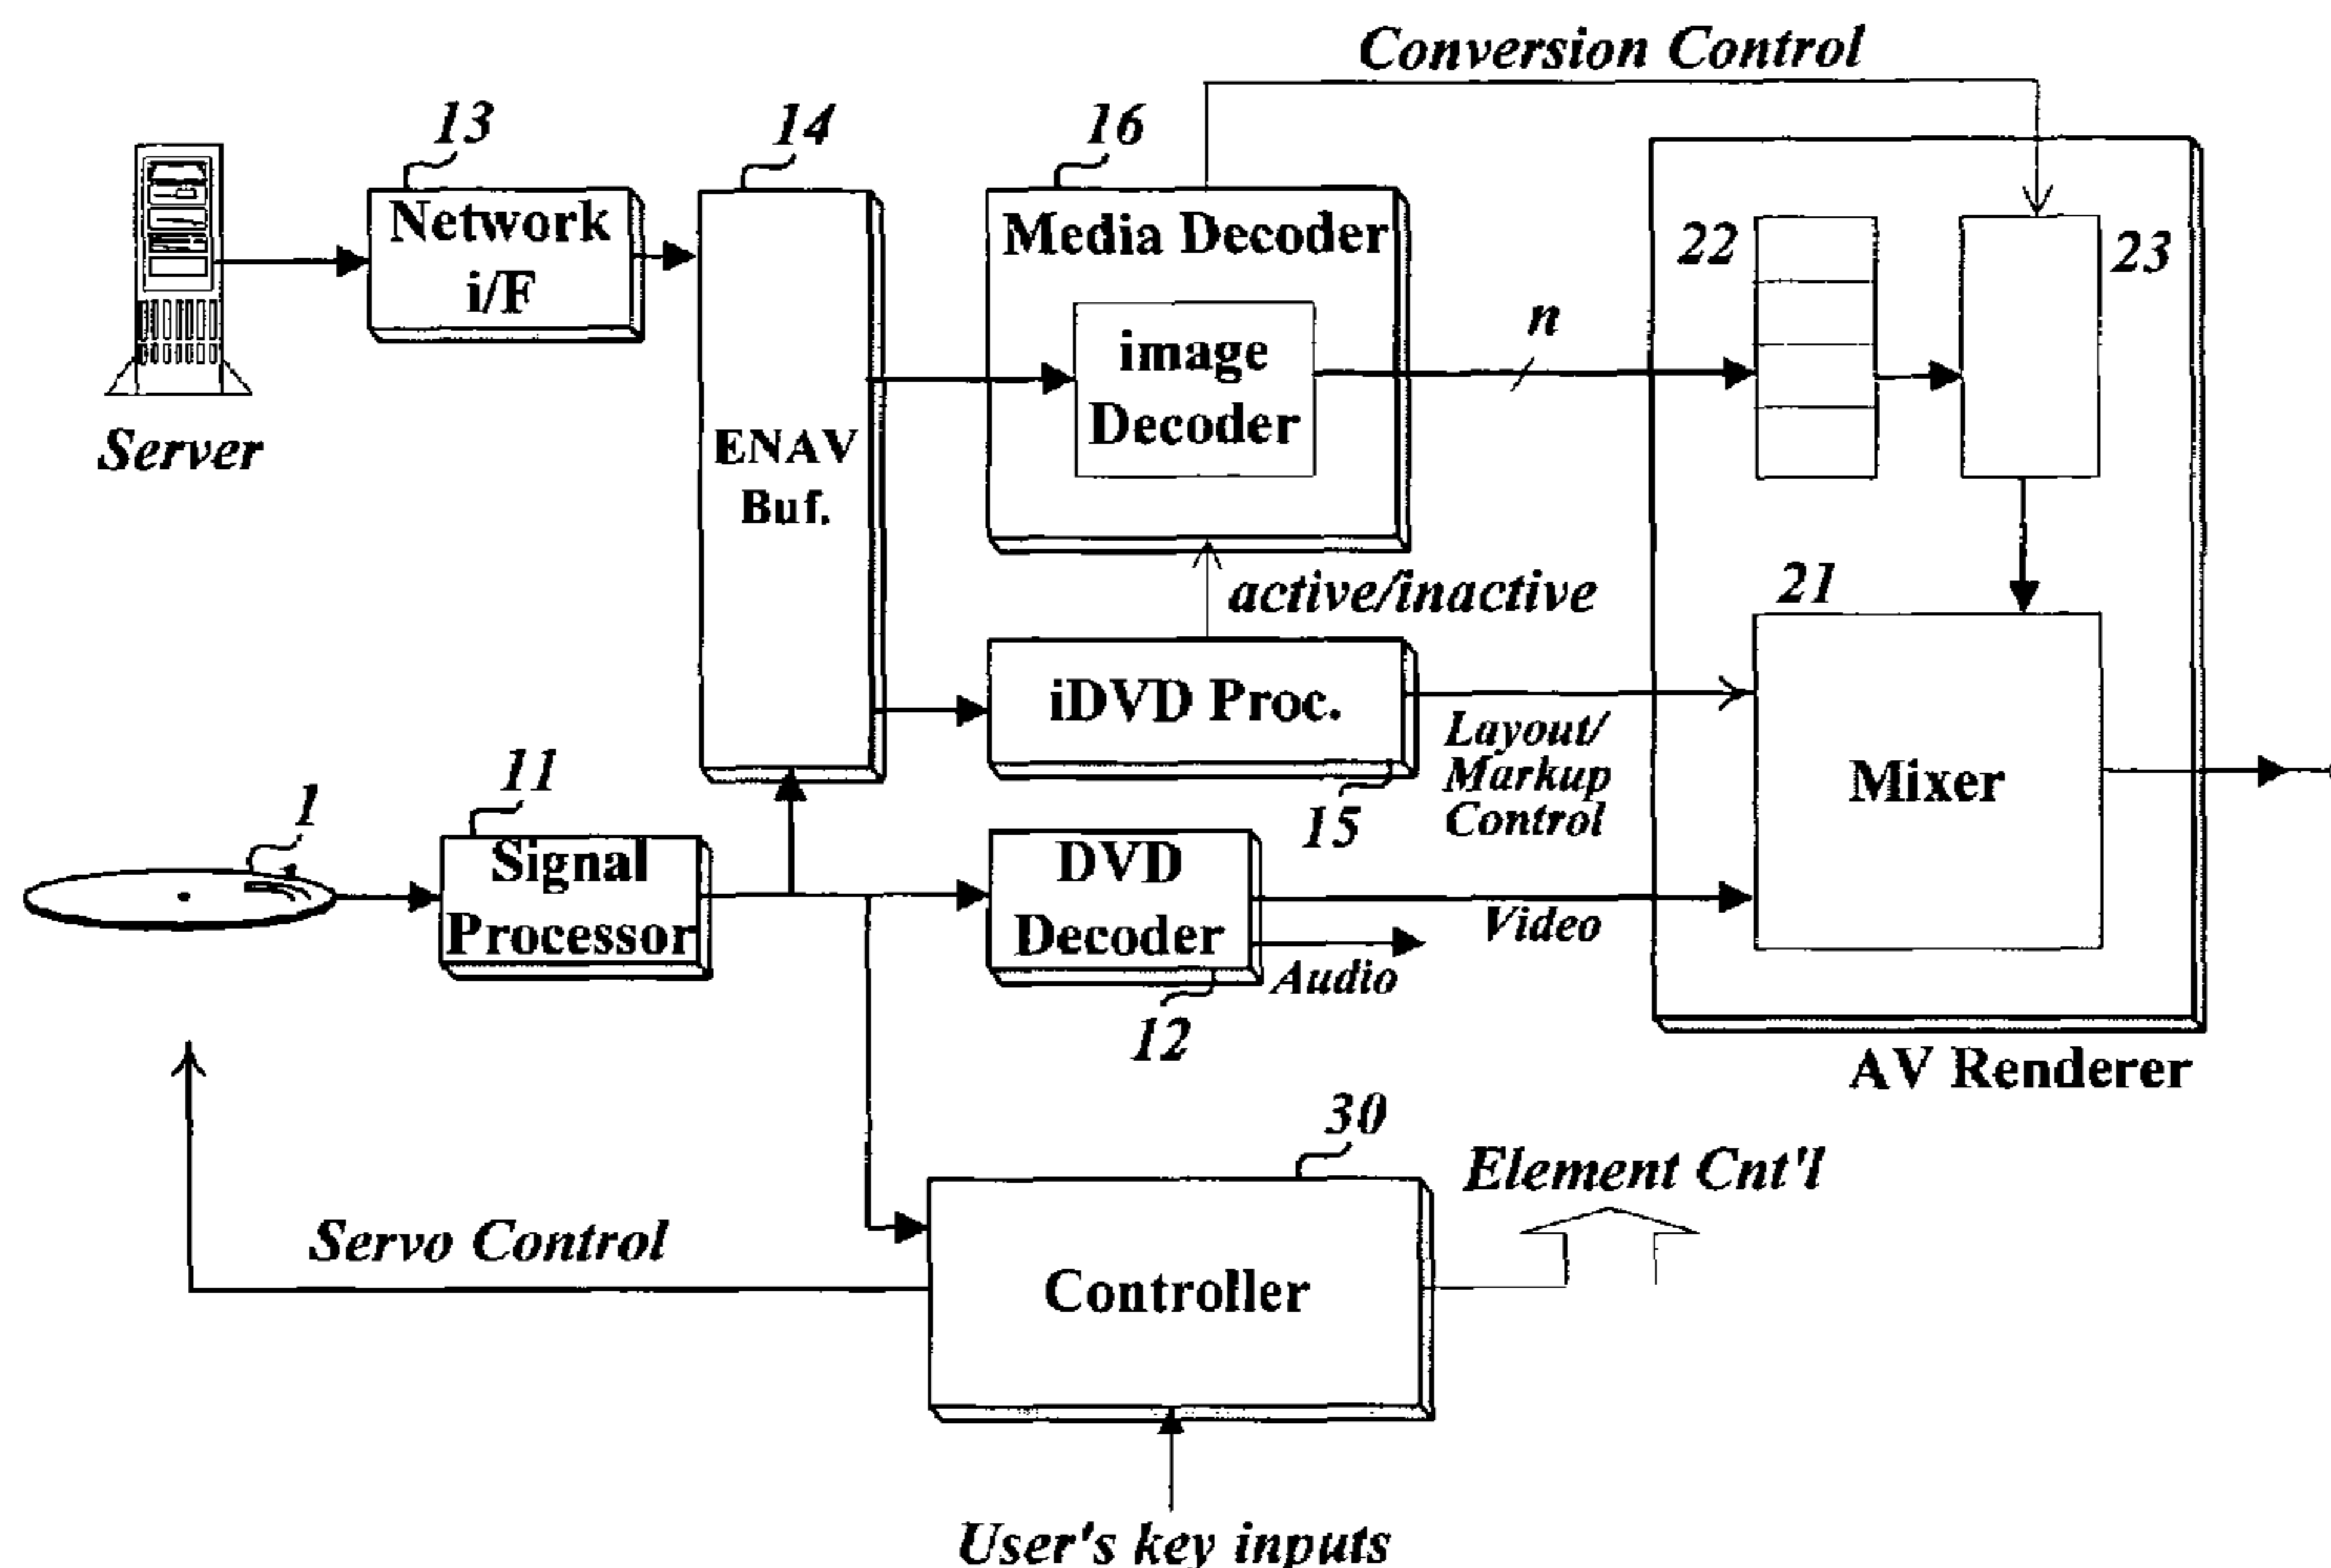 Conversion Control
13
14
16
Network
i/F
Media Decoder
22
23
image
Decoder
n
Server
ENAV
Buf.
active/inactive
21
iDVD Proc.
Layout/
Markup
Control
15
Mixer
1
11
Signal
Processor
DVD
Decoder
Video
Audio
12
AV Renderer
30
Element Cnt'l
Servo Control
Controller
User's key inputs